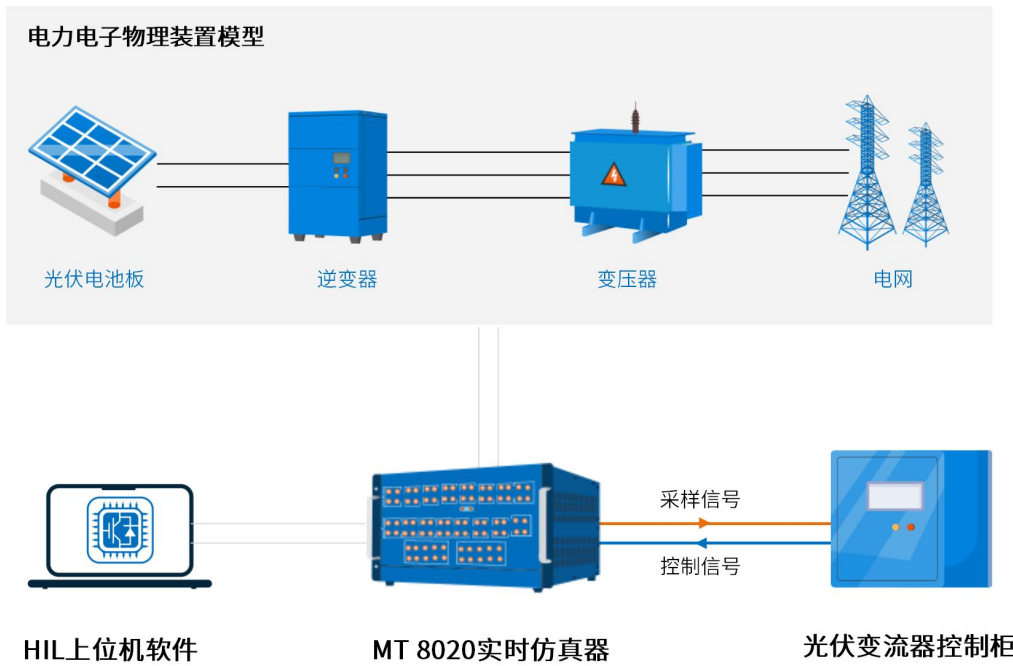 电力电子物理装置模型
光伏电池板
逆变器
变压器
电网
采样信号
控制信号
HIL上位机软件
MT 8020实时仿真器
光伏变流器控制柜